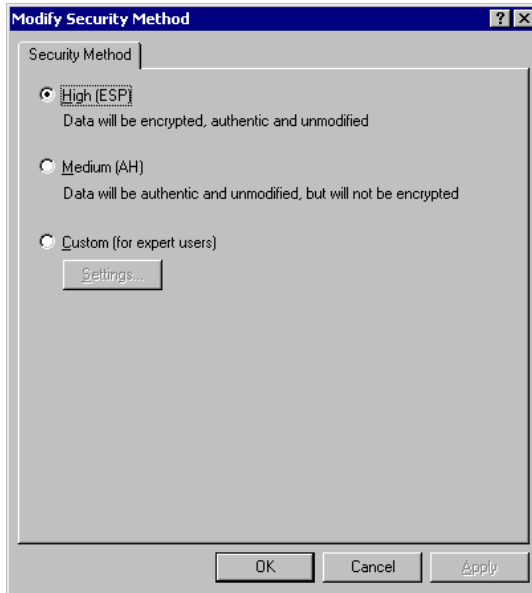 Modify Security Method
Security Method
High (ESP)
Data will be encrypted, authentic and unmodified
Medium (AH)
Data will be authentic and unmodified, but will not be encrypted
Custom (for expert users)
Settings...
OK Cancel Apply